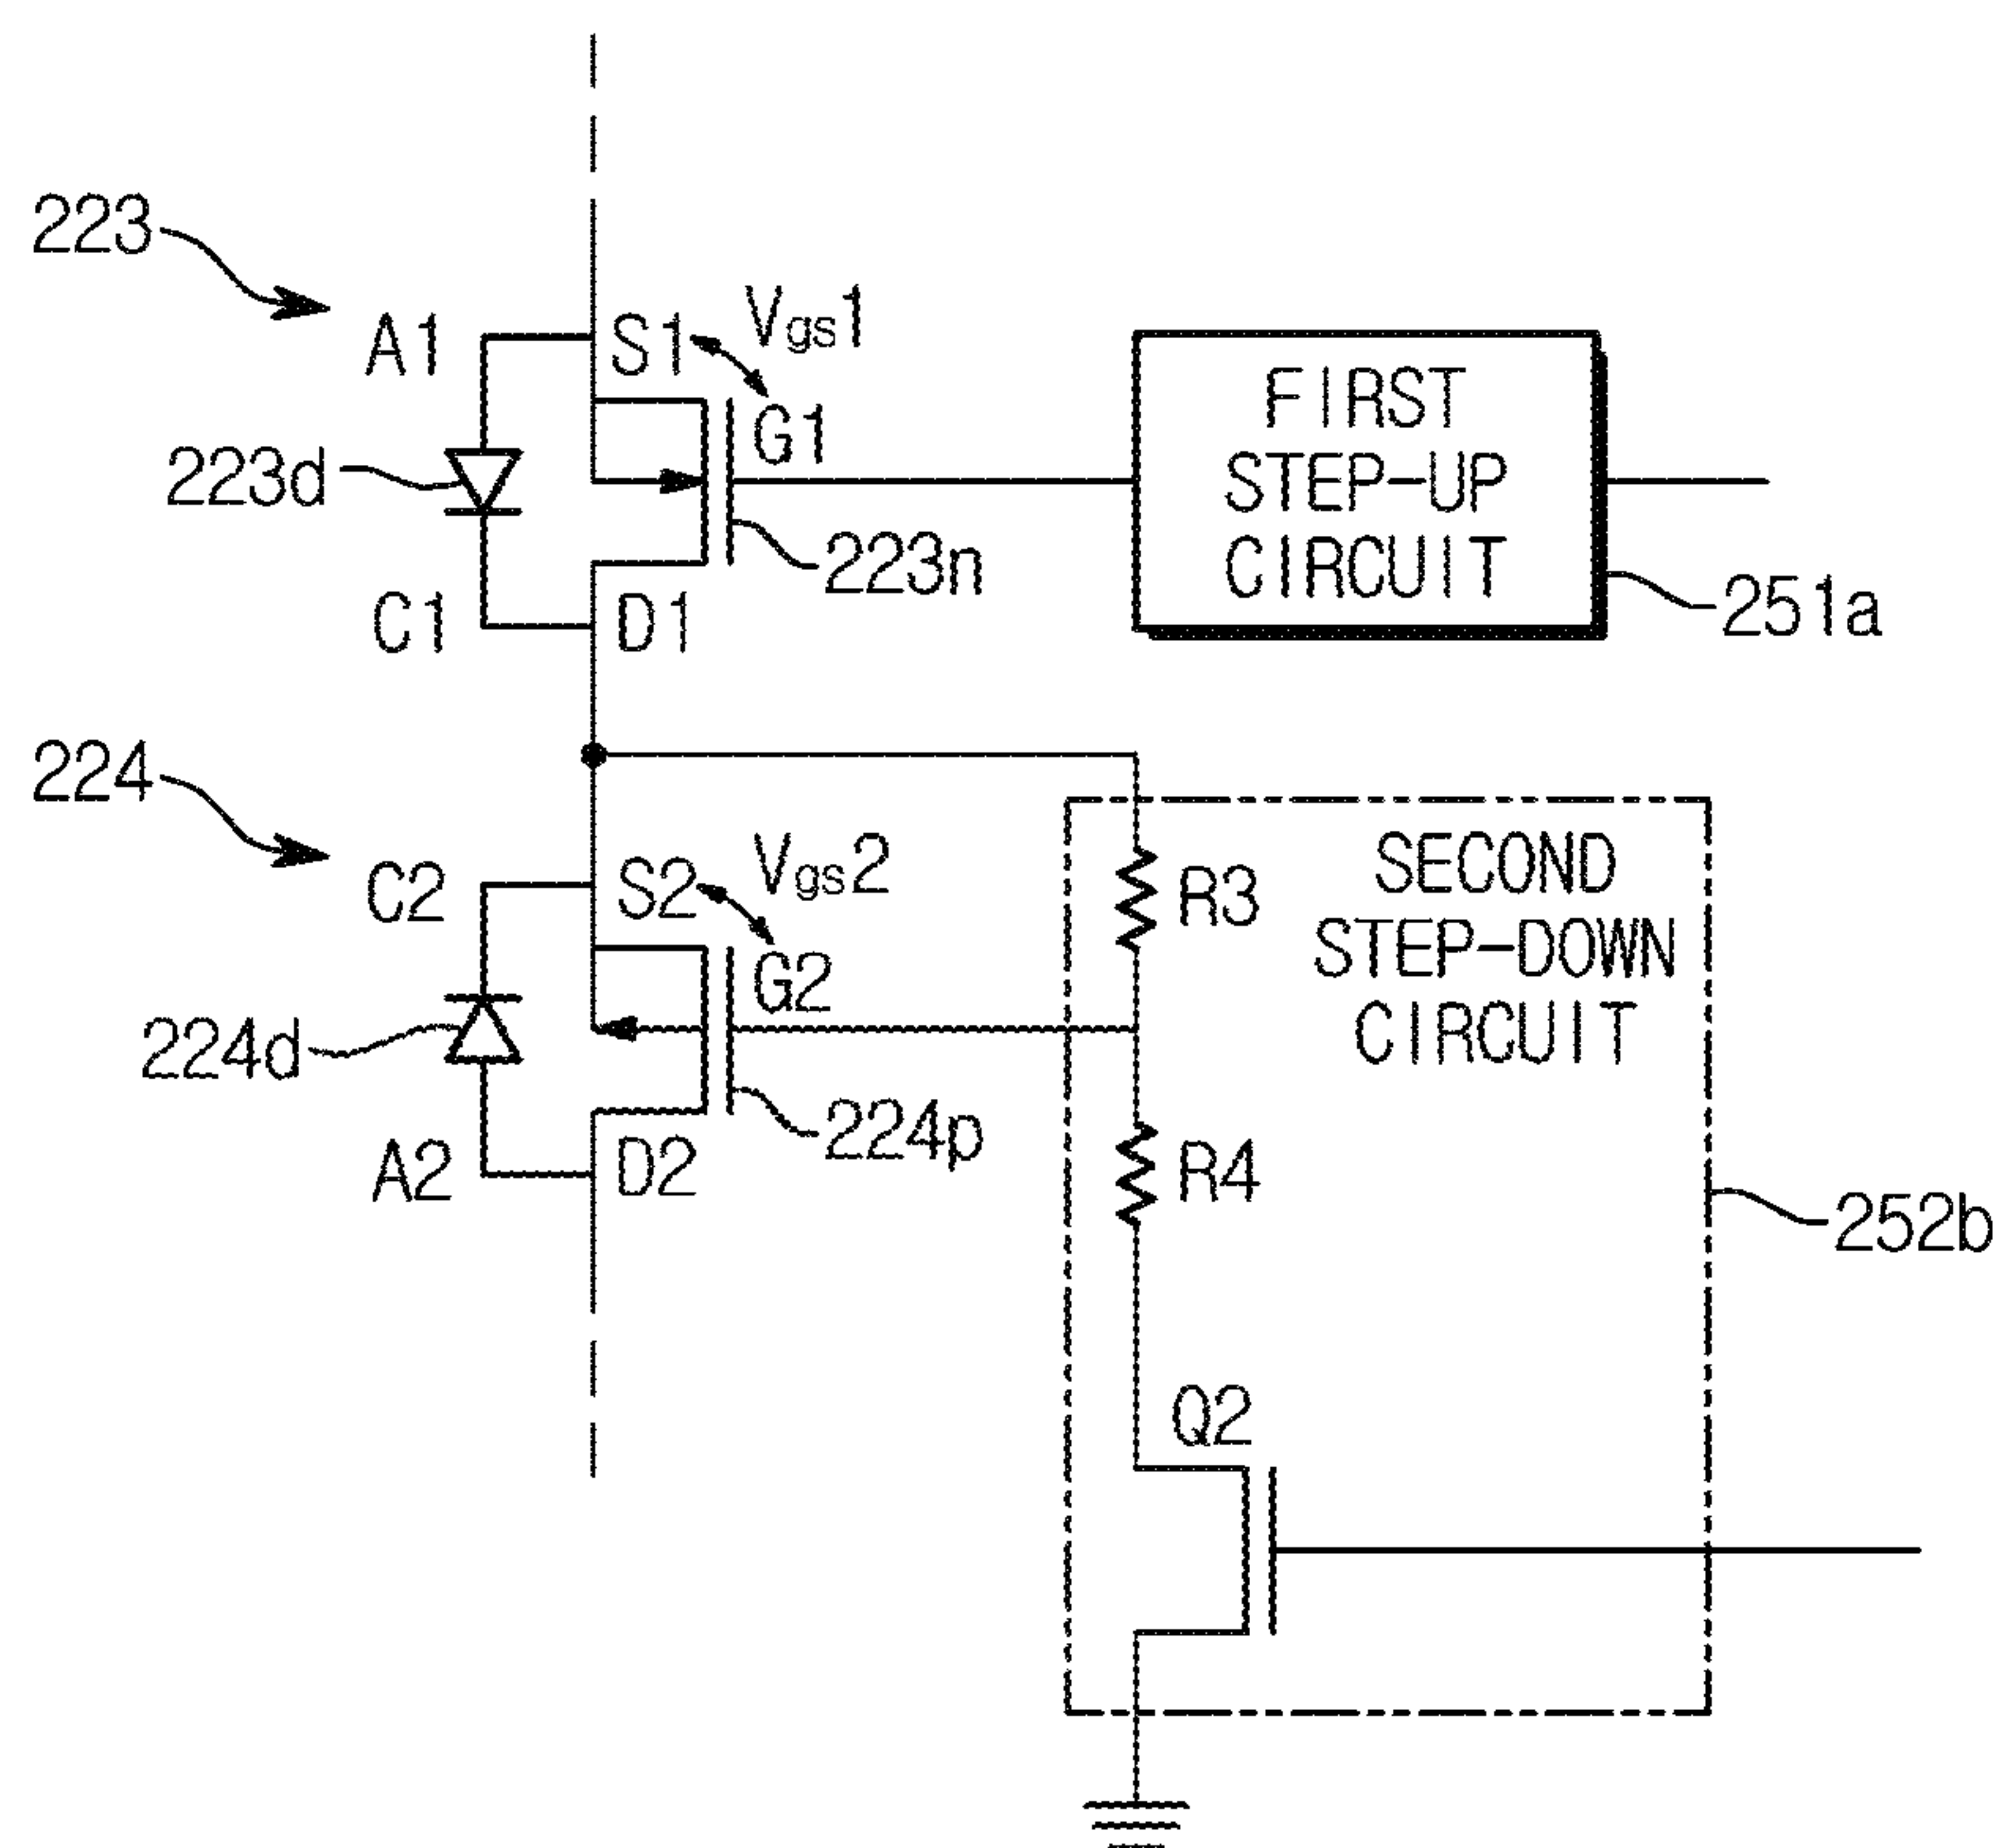 223
A1
S1
Vgs1
G1
223d
223n
C1
D1
FIRST
STEP-UP
CIRCUIT
251a
224
C2
S2
Vgs2
G2
224d
224p
A2
D2
R3
SECOND
STEP-DOWN
CIRCUIT
R4
252b
Q2